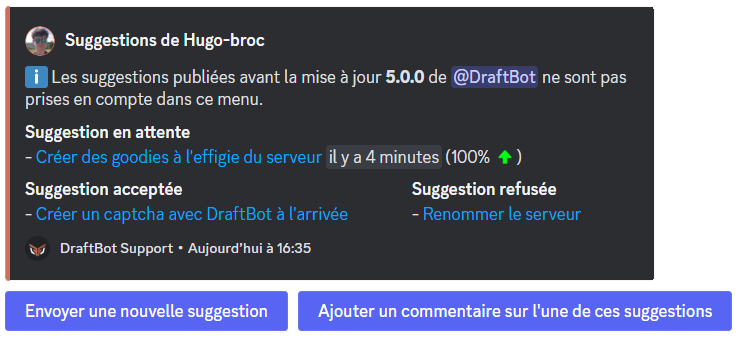 Suggestions de Hugo-broc
i Les suggestions publiées avant la mise à jour 5.0.0 de @DraftBot ne sont pas
prises en compte dans ce menu.
Suggestion en attente
- Créer des goodies à l'effigie du serveur il y a 4 minutes (100% ↑)
Suggestion acceptée
- Créer un captcha avec DraftBot à l'arrivée
Suggestion refusée
- Renommer le serveur
DraftBot Support • Aujourd'hui à 16:35
Envoyer une nouvelle suggestion
Ajouter un commentaire sur l'une de ces suggestions